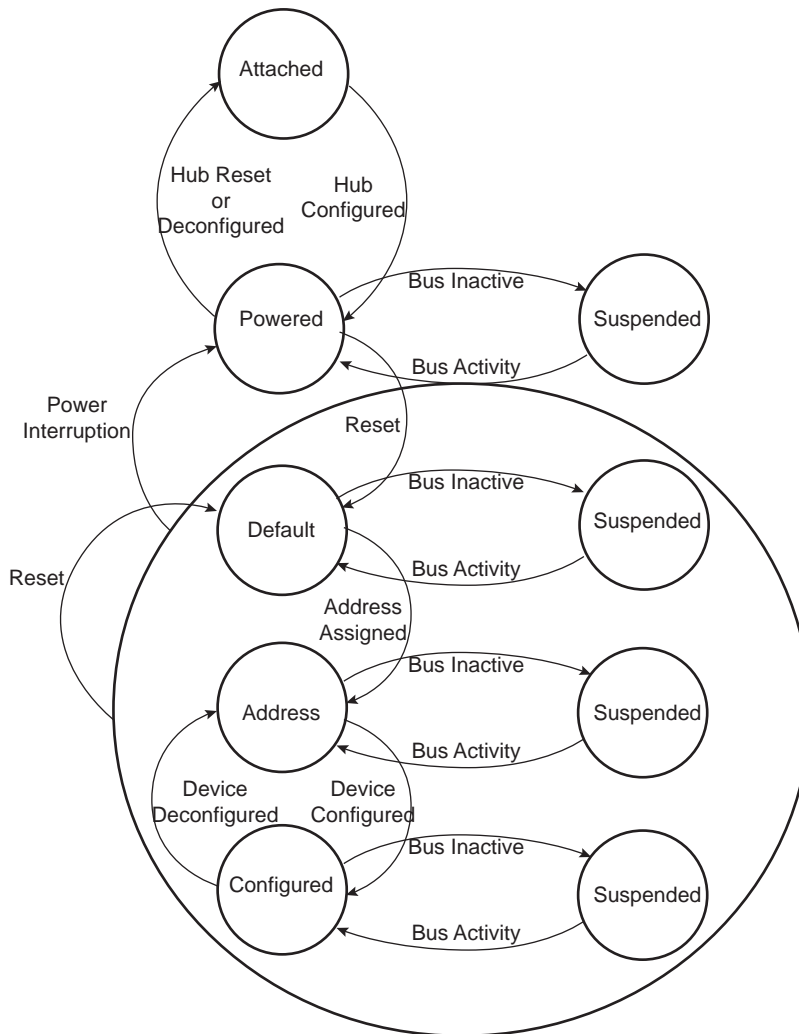 Attached
Hub Reset
or
Deconfigured
Hub
Configured
Powered
Bus Inactive
Suspended
Bus Activity
Power
Interruption
Reset
Default
Bus Inactive
Suspended
Bus Activity
Reset
Address
Assigned
Address
Bus Inactive
Suspended
Bus Activity
Device
Deconfigured
Device
Configured
Configured
Bus Inactive
Suspended
Bus Activity